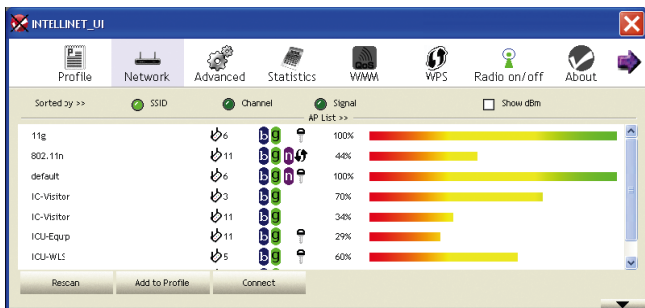 INTELLINET_UI
Profile Network Advanced Statistics QoS WMM WPS Radio on/off About
Sorted by >> SSID Channel Signal Show dBm
AP List >>
11g 6 b g 100%
802.11n 11 b g n 44%
default 6 b g n 100%
IC-Visitor 3 b g 70%
IC-Visitor 11 b g 34%
ICU-Equip 11 b g 29%
ICU-WLS 5 b g 60%
Rescan Add to Profile Connect